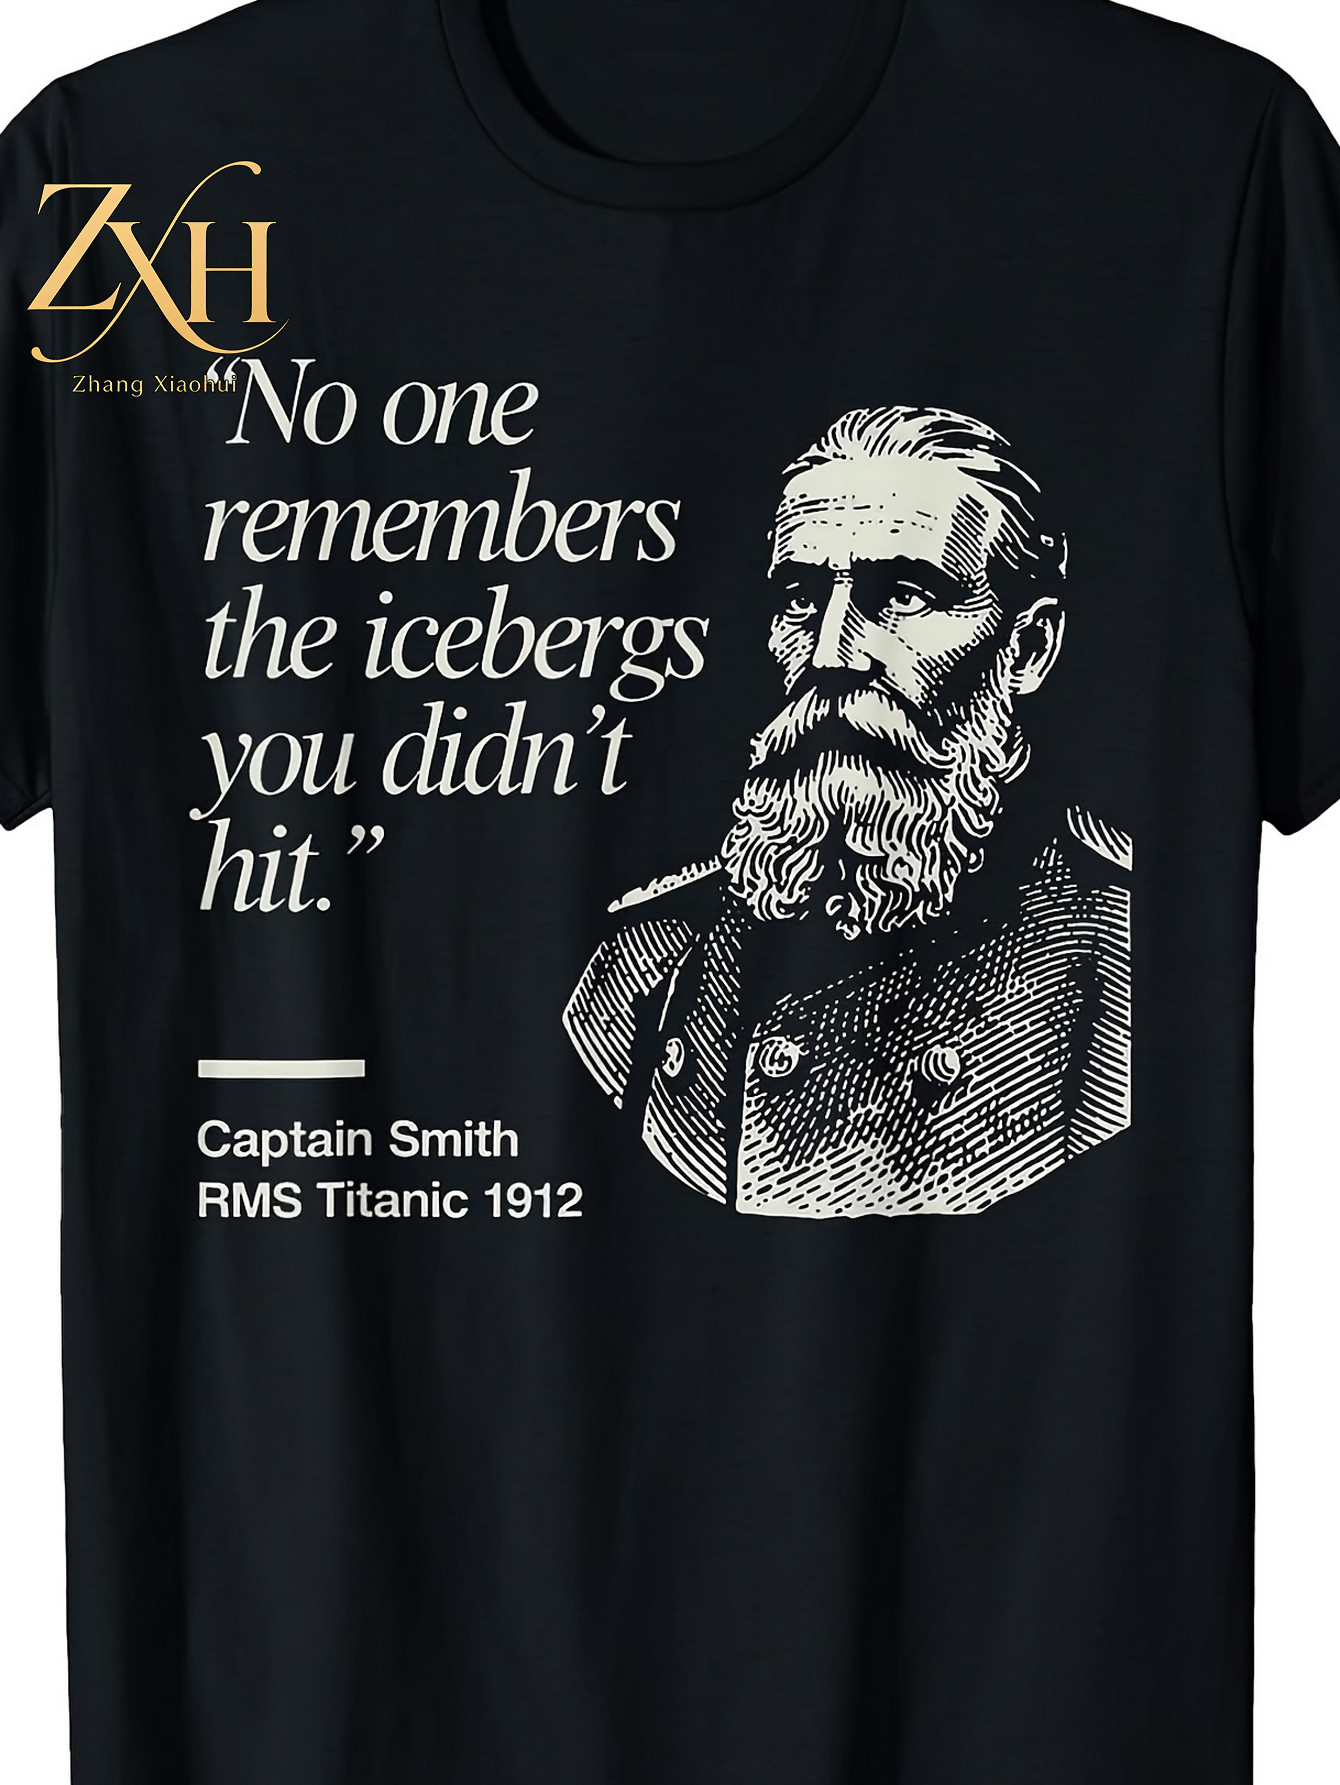 ZXH
Zhang Xiaohui
“No one
remembers
the icebergs
you didn’t
hit.”
Captain Smith
RMS Titanic 1912